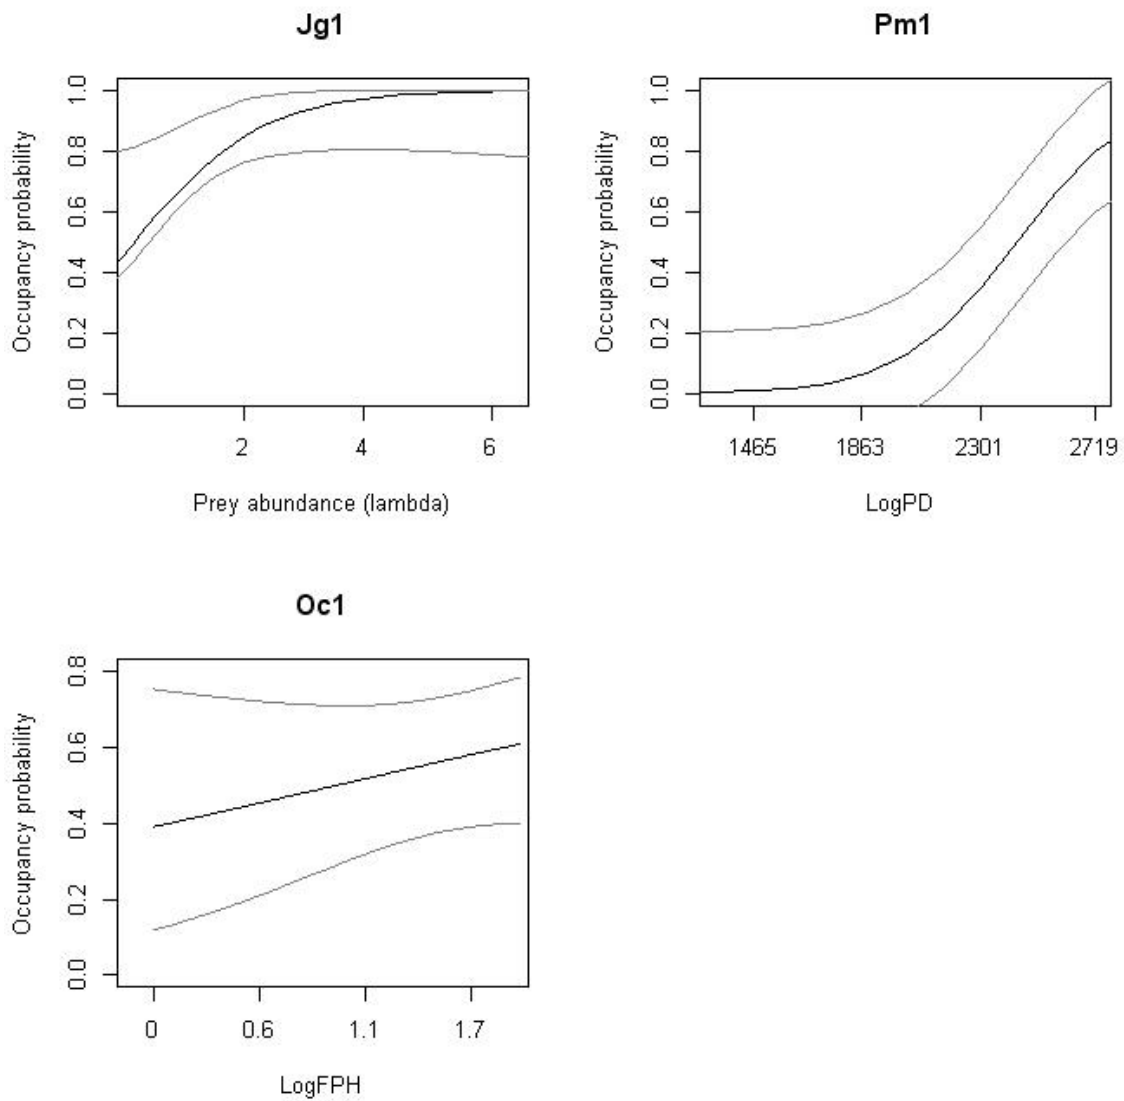 Jg1
Occupancy probability
0.0 0.2 0.4 0.6 0.8 1.0
2 4 6
Prey abundance (lambda)
Pm1
Occupancy probability
0.0 0.2 0.4 0.6 0.8 1.0
1465 1863 2301 2719
LogPD
Oc1
Occupancy probability
0.0 0.2 0.4 0.6 0.8
0 0.6 1.1 1.7
LogFPH